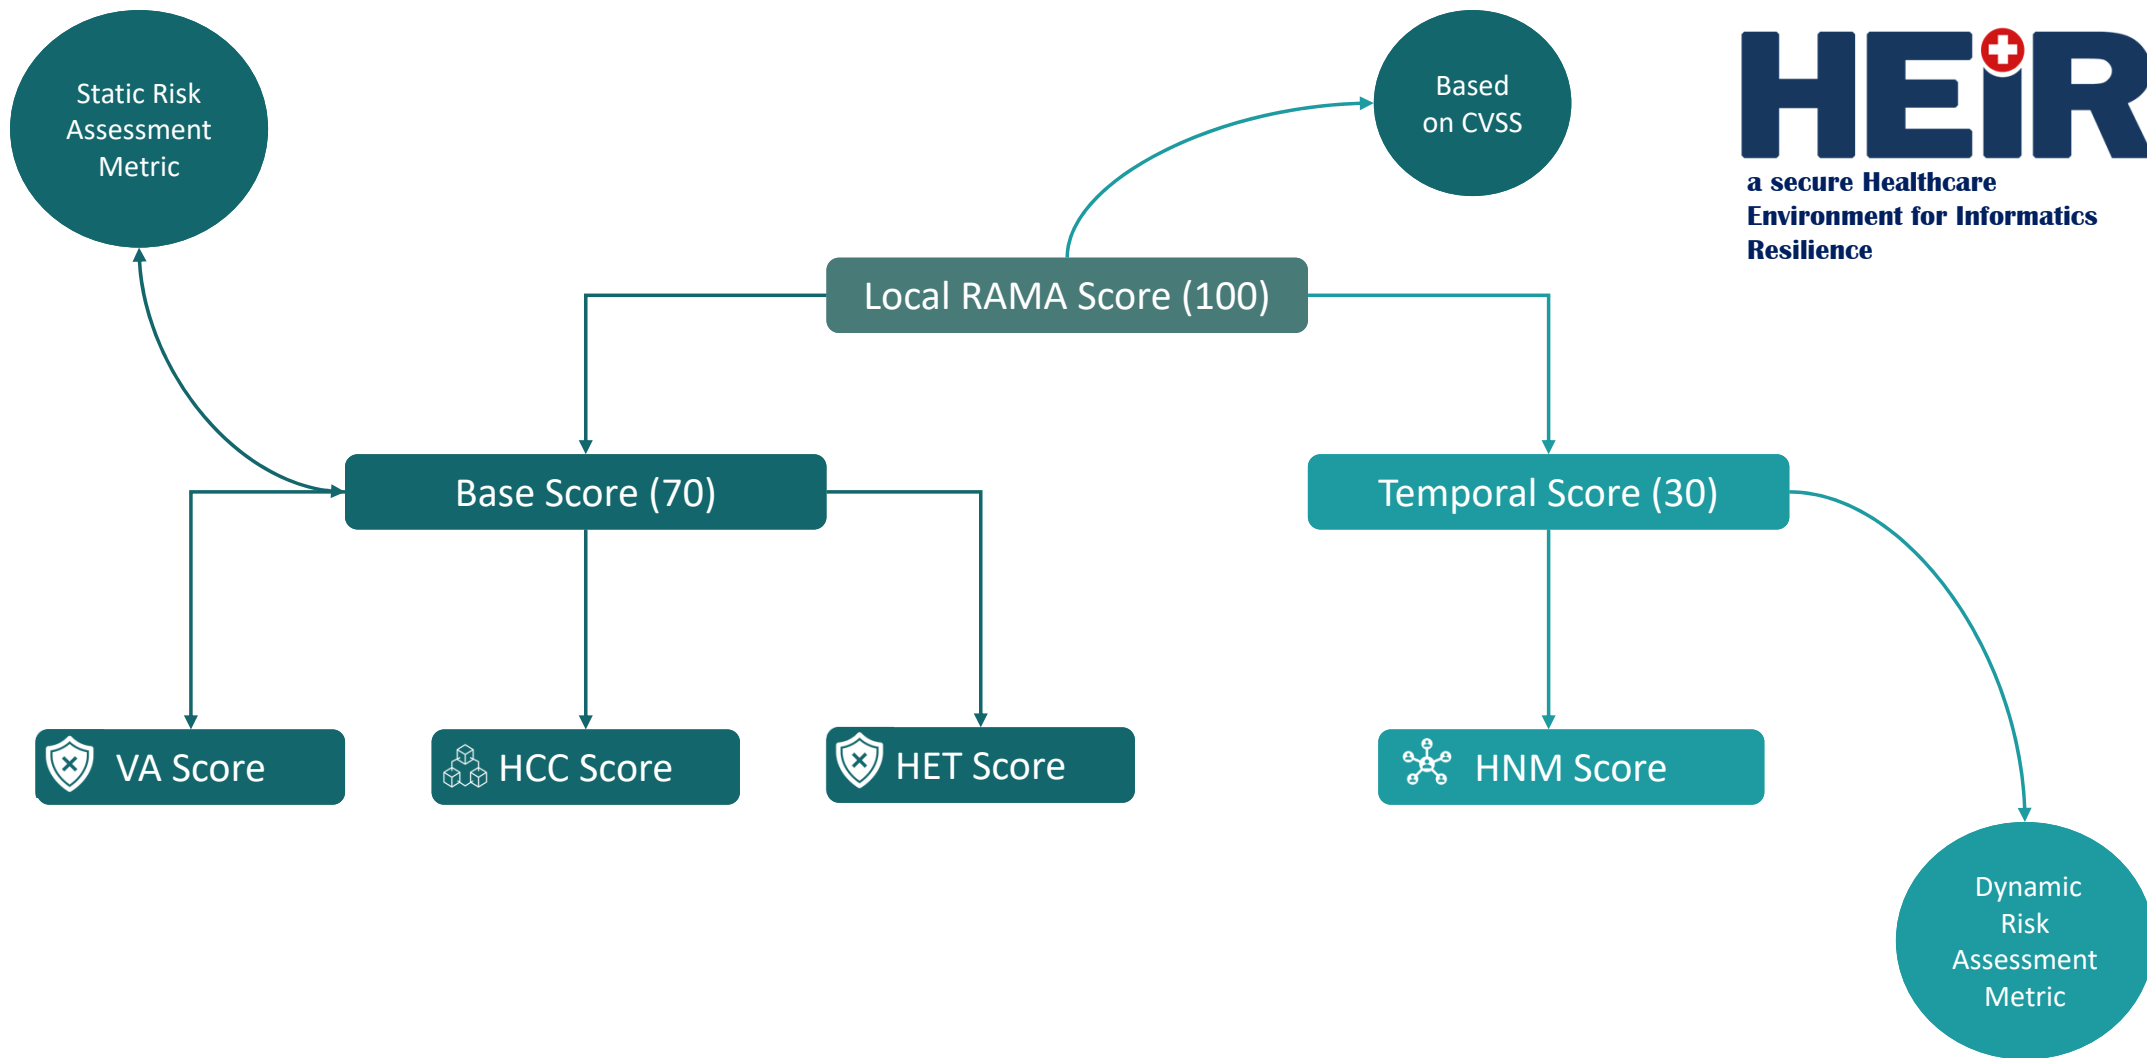 Static Risk
Assessment
Metric
Based
on CVSS
HEiR
a secure Healthcare
Environment for Informatics
Resilience
Local RAMA Score (100)
Base Score (70)
Temporal Score (30)
VA Score
HCC Score
HET Score
HNM Score
Dynamic
Risk
Assessment
Metric